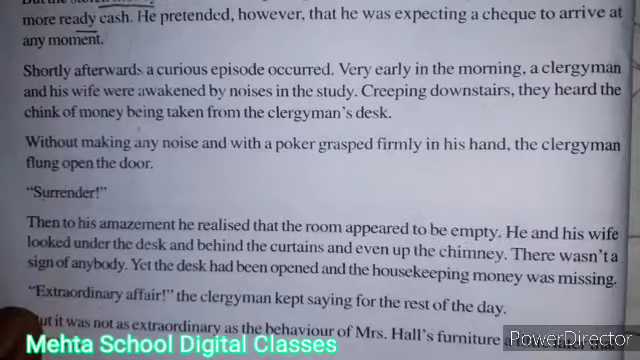 more ready cash. He pretended, however, that he was expecting a cheque to arrive at
any moment.
Shortly afterwards a curious episode occurred. Very early in the morning, a clergyman
and his wife were awakened by noises in the study. Creeping downstairs, they heard the
chink of money being taken from the clergyman's desk.
Without making any noise and with a poker grasped firmly in his hand, the clergyman
flung open the door.
“Surrender!”
Then to his amazement he realised that the room appeared to be empty. He and his wife
looked under the desk and behind the curtains and even up the chimney. There wasn't a
sign of anybody. Yet the desk had been opened and the housekeeping money was missing.
“Extraordinary affair!” the clergyman kept saying for the rest of the day.
it was not as extraordinary as the behaviour of Mrs. Hall's furniture
PowerDirector
Mehta School Digital Classes